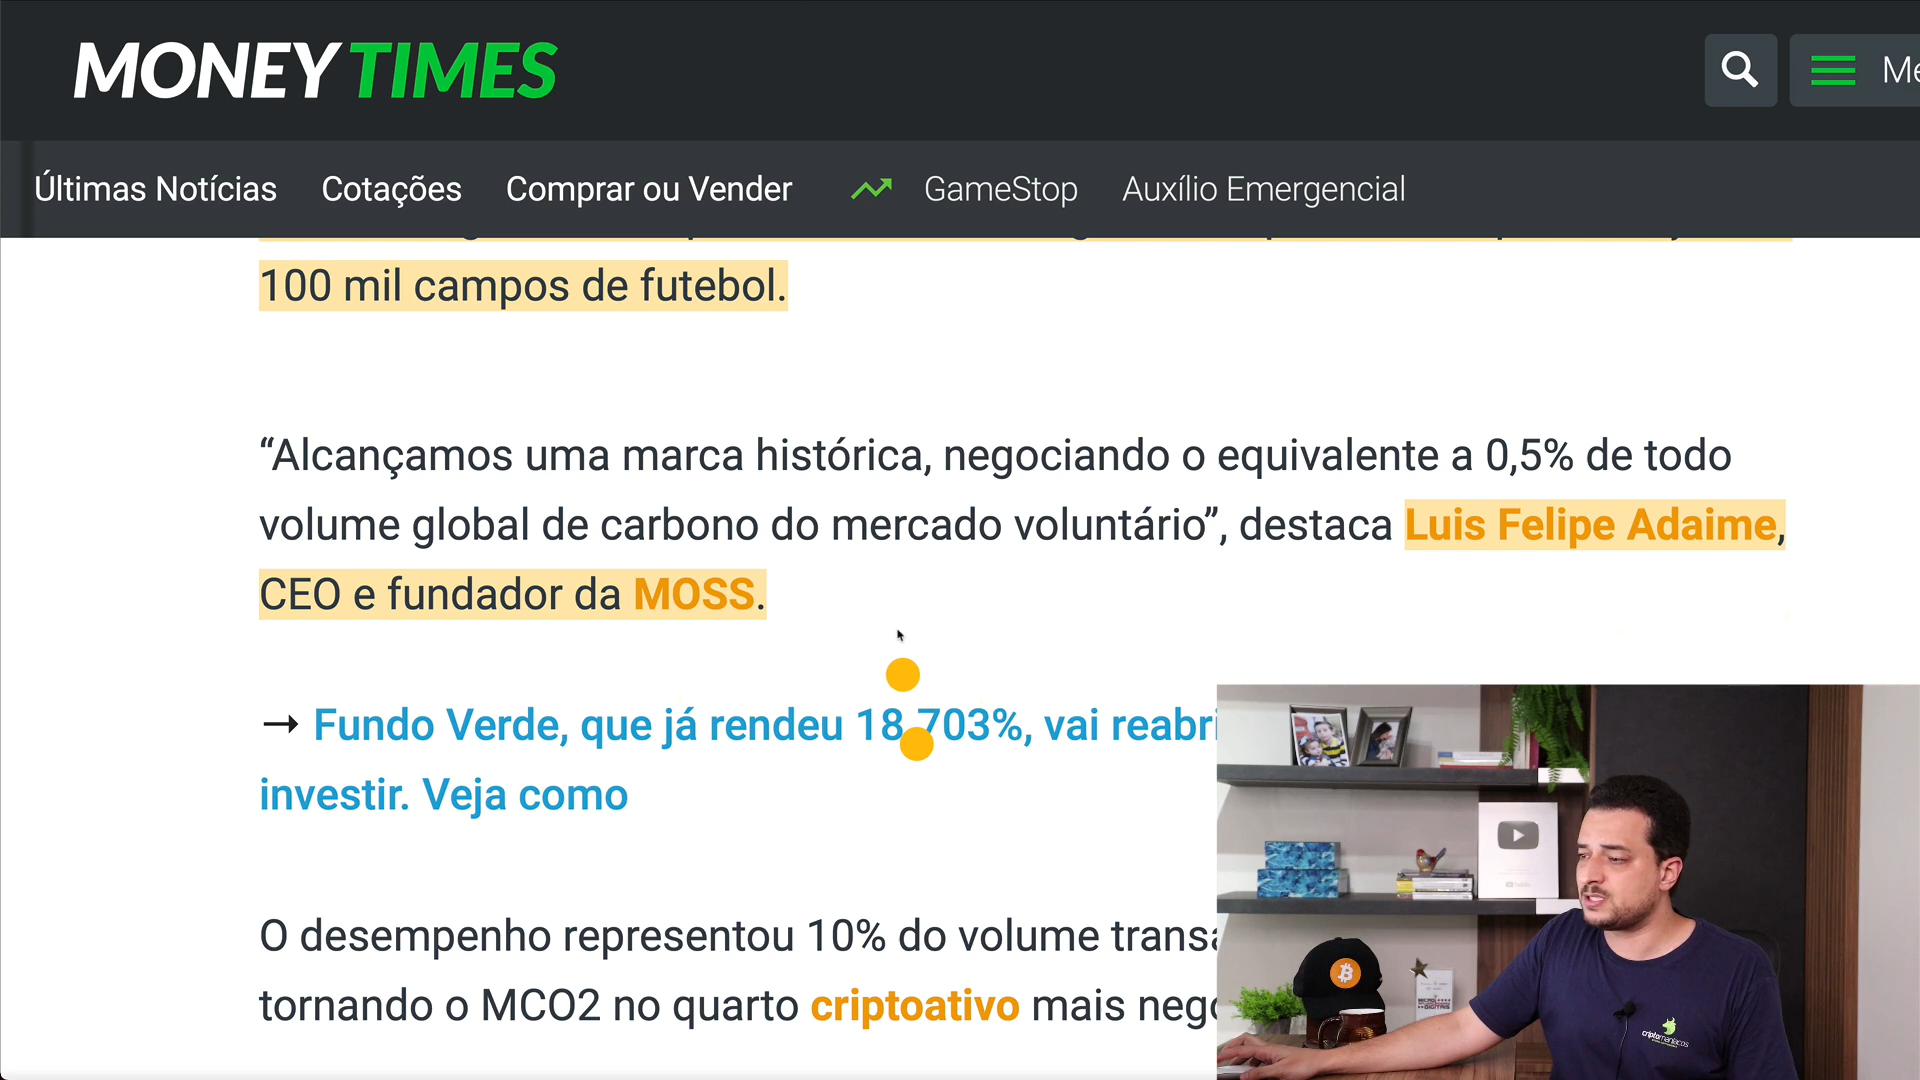 MONEY TIMES
Últimas Notícias Cotações Comprar ou Vender GameStop Auxílio Emergencial
100 mil campos de futebol.
“Alcançamos uma marca histórica, negociando o equivalente a 0,5% de todo
volume global de carbono do mercado voluntário”, destaca Luis Felipe Adaime,
CEO e fundador da MOSS.
→ Fundo Verde, que já rendeu 18.703%, vai reabri
investir. Veja como
O desempenho representou 10% do volume transa
tornando o MCO2 no quarto criptoativo mais nego
criptomaníacos